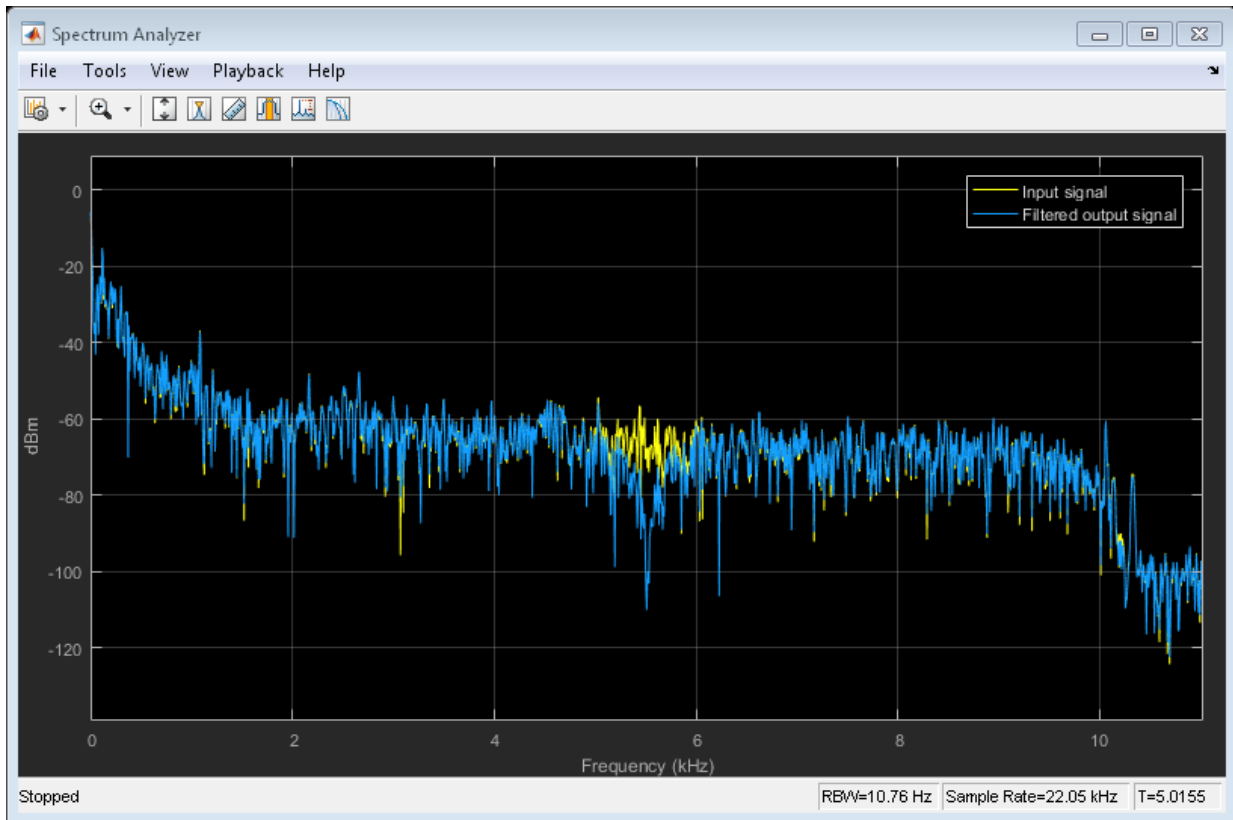 Spectrum Analyzer
File Tools View Playback Help
Input signal
Filtered output signal
0
-20
-40
-60
-80
-100
-120
dBm
0 2 4 6 8 10
Frequency (kHz)
Stopped
RBW=10.76 Hz Sample Rate=22.05 kHz T=5.0155